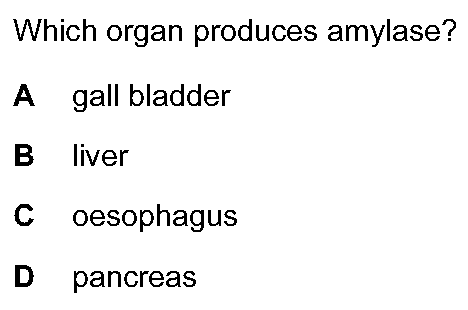 Which organ produces amylase?
A gall bladder
B liver
C oesophagus
D pancreas